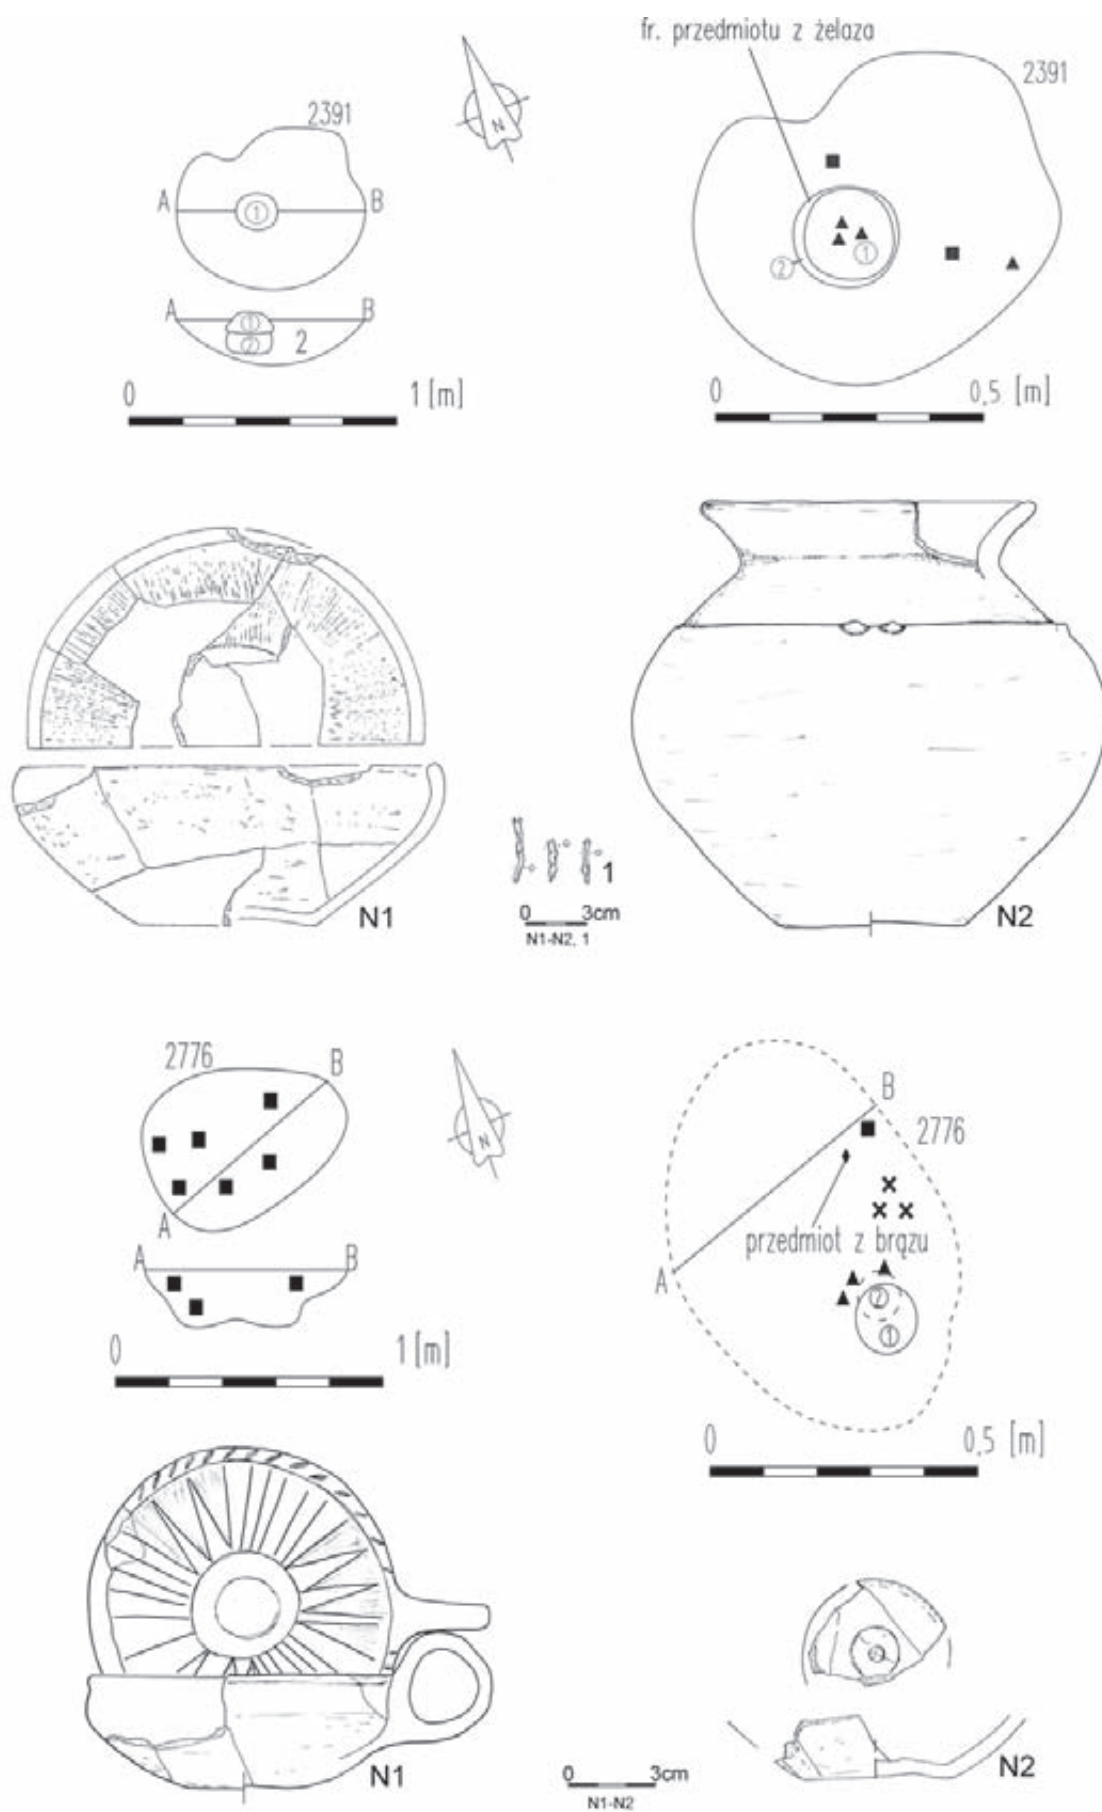 fr. przedmiotu z żelaza
2391
2391
N
A
B
①
①
②
A
B
①
②
2
0
1 [m]
0
0,5 [m]
N1
1
0
3cm
N1-N2, 1
N2
2776
B
N
A
B
2776
przedmiot z brązu
A
②
①
A
B
0
1 [m]
0
0,5 [m]
N1
0
3cm
N1-N2
N2